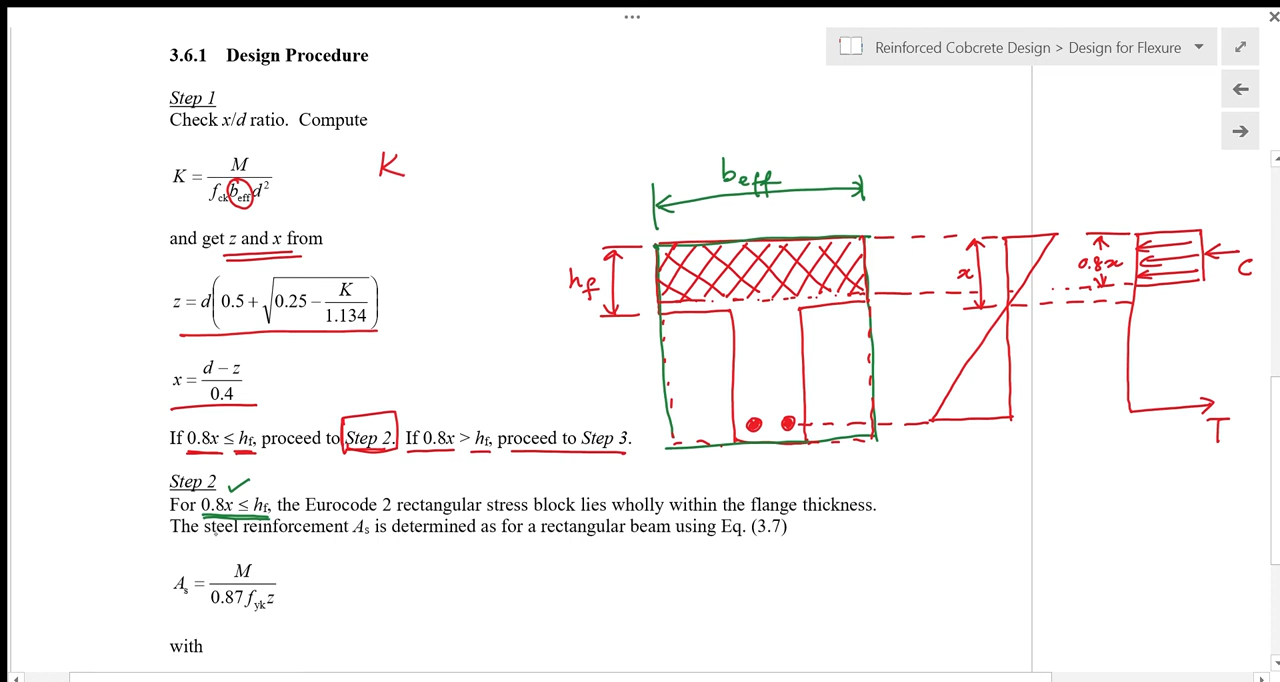 Reinforced Cobcrete Design > Design for Flexure
3.6.1 Design Procedure
Step 1
Check x/d ratio. Compute
K = M / f_ck b_eff d²
K
and get z and x from
z = d(0.5 + √(0.25 − K/1.134))
x = (d − z)/0.4
If 0.8x ≤ h_f, proceed to Step 2. If 0.8x > h_f, proceed to Step 3.
b_eff
h_f
x
0.8x
C
T
Step 2 ✓
For 0.8x ≤ h_f, the Eurocode 2 rectangular stress block lies wholly within the flange thickness.
The steel reinforcement A_s is determined as for a rectangular beam using Eq. (3.7)
A_s = M / 0.87 f_yk z
with